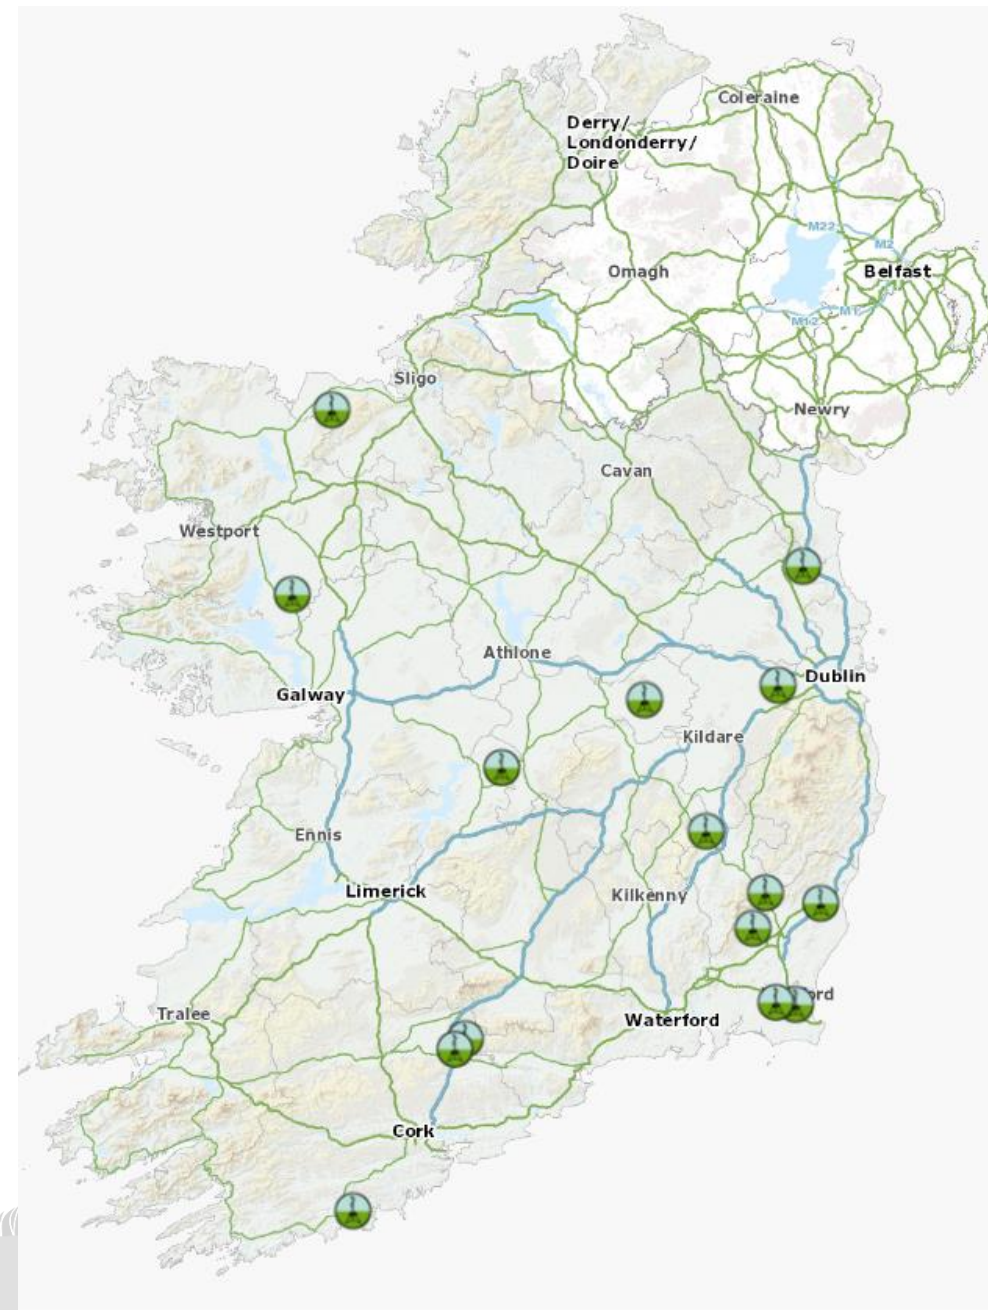 Coleraine
Derry/
Londonderry/
Doire
M22
M2
Omagh
Belfast
M1
M12
Sligo
Newry
Cavan
Westport
Athlone
Dublin
Galway
Kildare
Ennis
Limerick
Kilkenny
ord
Tralee
Waterford
Cork